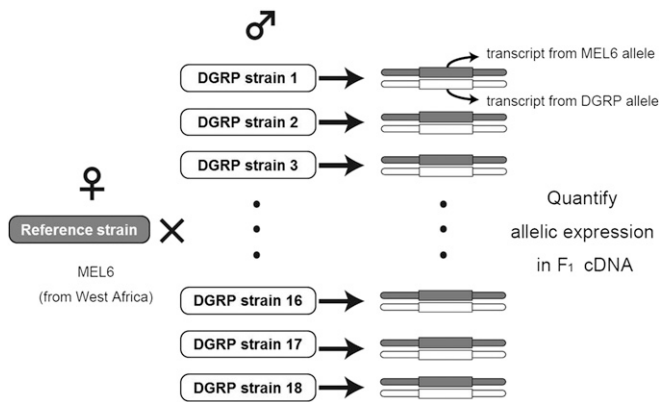 transcript from MEL6 allele
DGRP strain 1
transcript from DGRP allele
DGRP strain 2
DGRP strain 3
Reference strain
MEL6
(from West Africa)
Quantify
allelic expression
in F₁ cDNA
DGRP strain 16
DGRP strain 17
DGRP strain 18